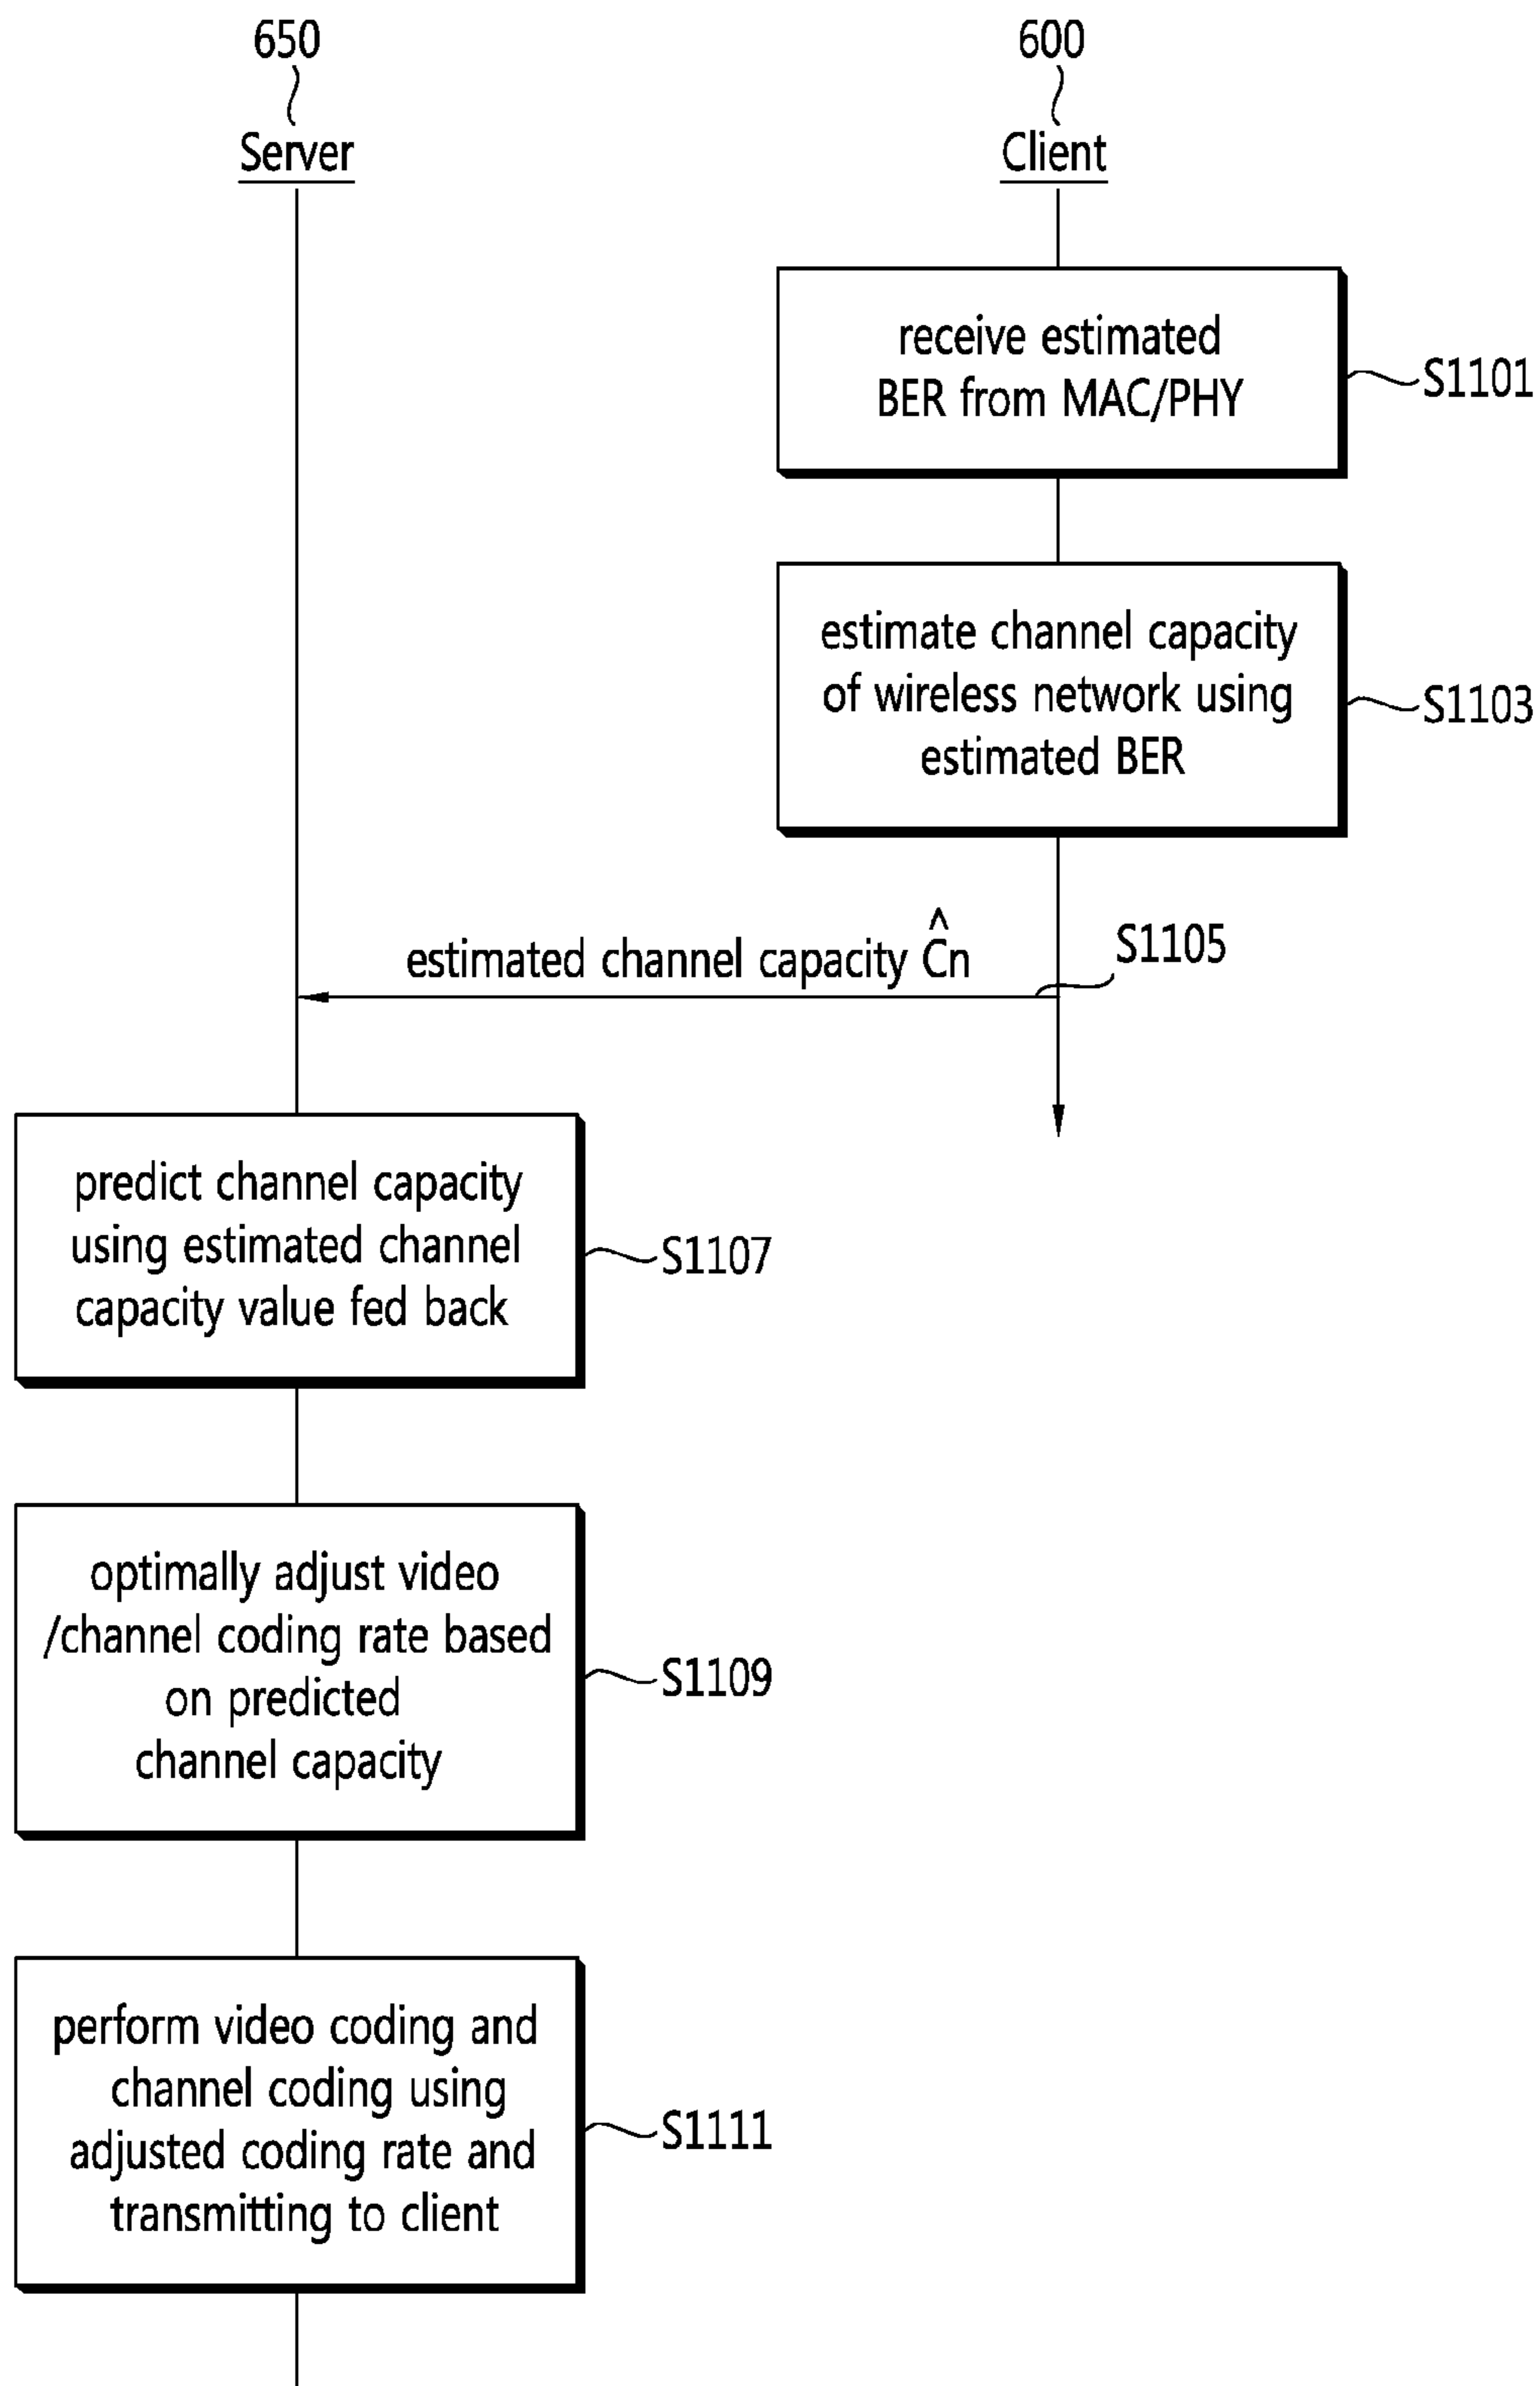 650
600
Server
Client
receive estimated
BER from MAC/PHY
S1101
estimate channel capacity
of wireless network using
estimated BER
S1103
estimated channel capacity Ĉn
S1105
predict channel capacity
using estimated channel
capacity value fed back
S1107
optimally adjust video
/channel coding rate based
on predicted
channel capacity
S1109
perform video coding and
channel coding using
adjusted coding rate and
transmitting to client
S1111